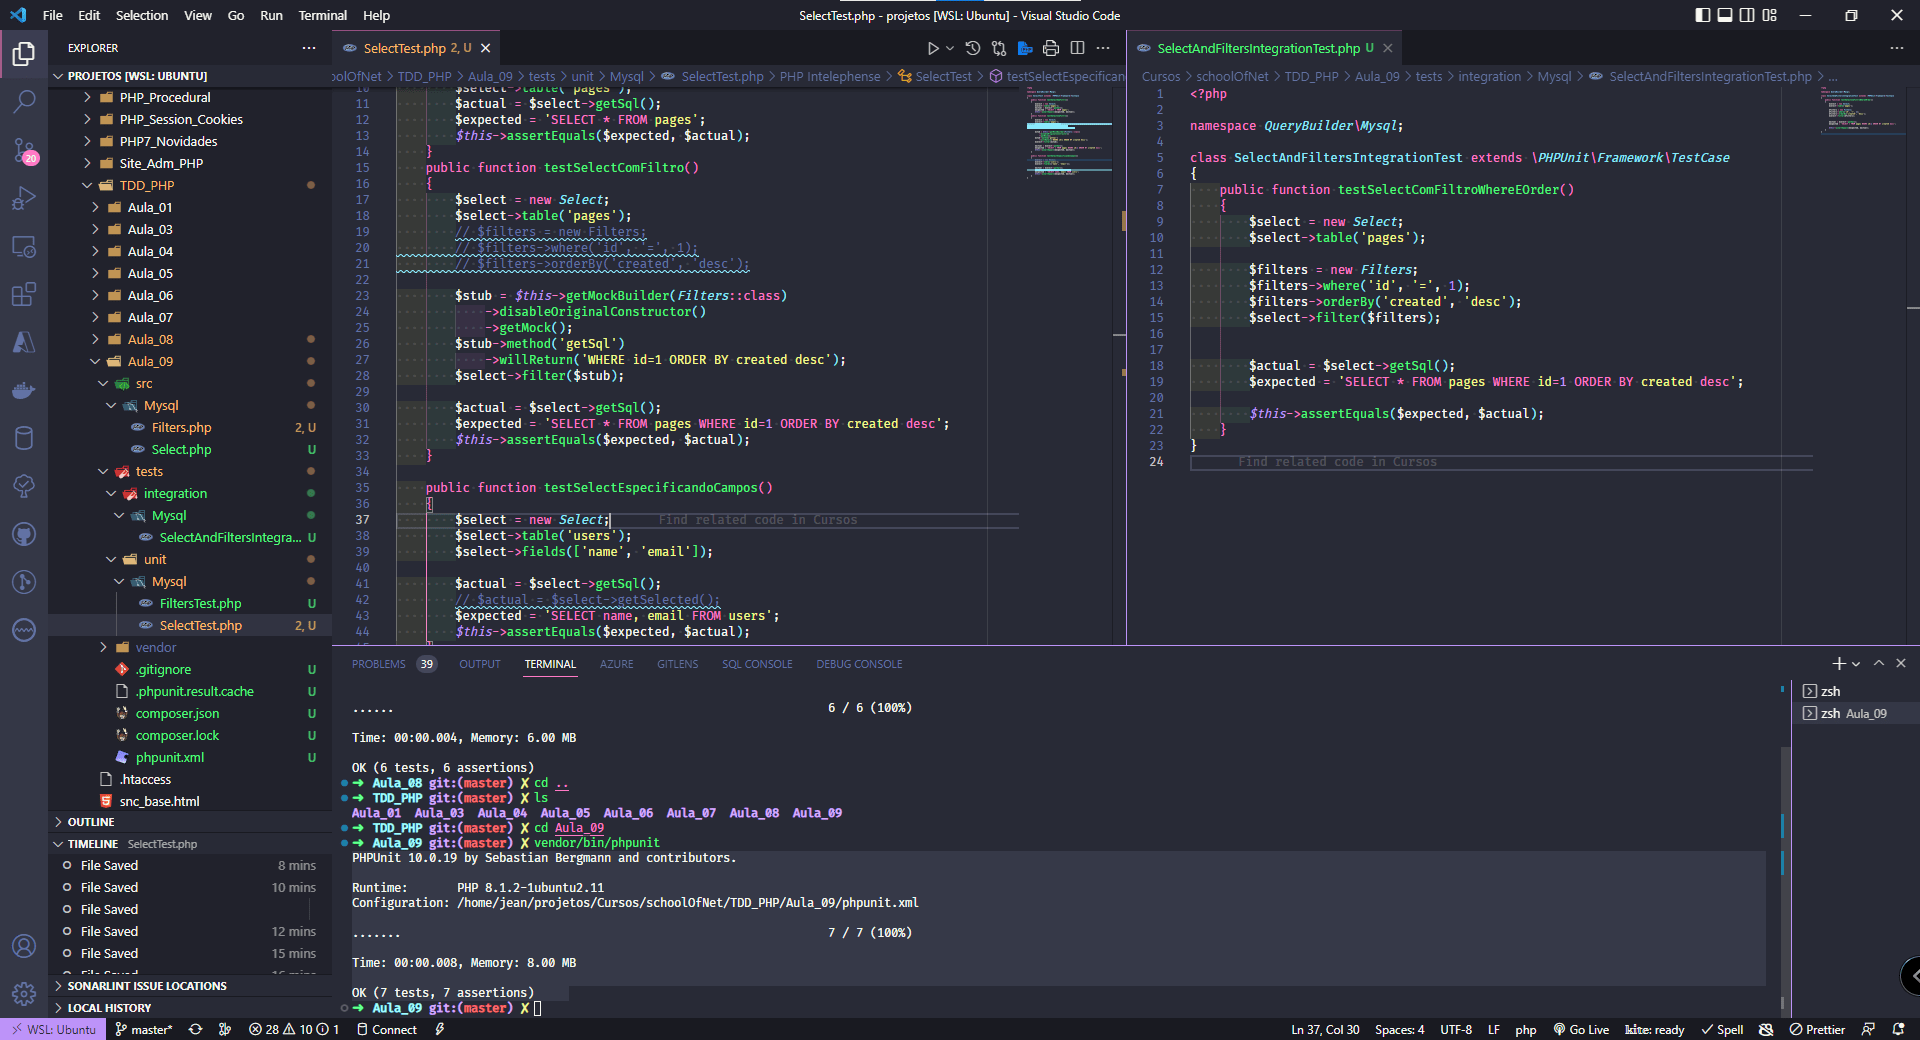 File Edit Selection View Go Run Terminal Help
SelectTest.php - projetos [WSL: Ubuntu] - Visual Studio Code
EXPLORER
PROJETOS [WSL: UBUNTU]
PHP_Procedural
PHP_Session_Cookies
PHP7_Novidades
Site_Adm_PHP
TDD_PHP
Aula_01
Aula_03
Aula_04
Aula_05
Aula_06
Aula_07
Aula_08
Aula_09
src
Mysql
Filters.php 2, U
Select.php U
tests
integration
Mysql
SelectAndFiltersIntegra... U
unit
Mysql
FiltersTest.php U
SelectTest.php 2, U
vendor
.gitignore U
.phpunit.result.cache U
composer.json U
composer.lock U
phpunit.xml U
.htaccess
snc_base.html
OUTLINE
TIMELINE SelectTest.php
File Saved 8 mins
File Saved 10 mins
File Saved
File Saved 12 mins
File Saved 15 mins
SONARLINT ISSUE LOCATIONS
LOCAL HISTORY
20
SelectTest.php 2, U
oolOfNet > TDD_PHP > Aula_09 > tests > unit > Mysql > SelectTest.php > PHP Intelephense > SelectTest > testSelectEspecifican
10 $select->table('pages');
11 $actual = $select->getSql();
12 $expected = 'SELECT * FROM pages';
13 $this->assertEquals($expected, $actual);
14 }
15 public function testSelectComFiltro()
16 {
17 $select = new Select;
18 $select->table('pages');
19 // $filters = new Filters;
20 // $filters->where('id', '=', 1);
21 // $filters->orderBy('created', 'desc');
22
23 $stub = $this->getMockBuilder(Filters::class)
24 ->disableOriginalConstructor()
25 ->getMock();
26 $stub->method('getSql')
27 ->willReturn('WHERE id=1 ORDER BY created desc');
28 $select->filter($stub);
29
30 $actual = $select->getSql();
31 $expected = 'SELECT * FROM pages WHERE id=1 ORDER BY created desc';
32 $this->assertEquals($expected, $actual);
33 }
34
35 public function testSelectEspecificandoCampos()
36 {
37 $select = new Select; Find related code in Cursos
38 $select->table('users');
39 $select->fields(['name', 'email']);
40
41 $actual = $select->getSql();
42 // $actual = $select->getSelected();
43 $expected = 'SELECT name, email FROM users';
44 $this->assertEquals($expected, $actual);
SelectAndFiltersIntegrationTest.php U
Cursos > schoolOfNet > TDD_PHP > Aula_09 > tests > integration > Mysql > SelectAndFiltersIntegrationTest.php > ...
1 <?php
2
3 namespace QueryBuilder\Mysql;
4
5 class SelectAndFiltersIntegrationTest extends \PHPUnit\Framework\TestCase
6 {
7 public function testSelectComFiltroWhereEOrder()
8 {
9 $select = new Select;
10 $select->table('pages');
11
12 $filters = new Filters;
13 $filters->where('id', '=', 1);
14 $filters->orderBy('created', 'desc');
15 $select->filter($filters);
16
17
18 $actual = $select->getSql();
19 $expected = 'SELECT * FROM pages WHERE id=1 ORDER BY created desc';
20
21 $this->assertEquals($expected, $actual);
22 }
23 }
24 Find related code in Cursos
PROBLEMS 39 OUTPUT TERMINAL AZURE GITLENS SQL CONSOLE DEBUG CONSOLE
...... 6 / 6 (100%)
Time: 00:00.004, Memory: 6.00 MB
OK (6 tests, 6 assertions)
➜ Aula_08 git:(master) ✗ cd ..
➜ TDD_PHP git:(master) ✗ ls
Aula_01 Aula_03 Aula_04 Aula_05 Aula_06 Aula_07 Aula_08 Aula_09
➜ TDD_PHP git:(master) ✗ cd Aula_09
➜ Aula_09 git:(master) ✗ vendor/bin/phpunit
PHPUnit 10.0.19 by Sebastian Bergmann and contributors.
Runtime: PHP 8.1.2-1ubuntu2.11
Configuration: /home/jean/projetos/Cursos/schoolOfNet/TDD_PHP/Aula_09/phpunit.xml
....... 7 / 7 (100%)
Time: 00:00.008, Memory: 8.00 MB
OK (7 tests, 7 assertions)
➜ Aula_09 git:(master) ✗
zsh
zsh Aula_09
WSL: Ubuntu master* 28 10 1 Connect Ln 37, Col 30 Spaces: 4 UTF-8 LF php Go Live kite: ready Spell Prettier